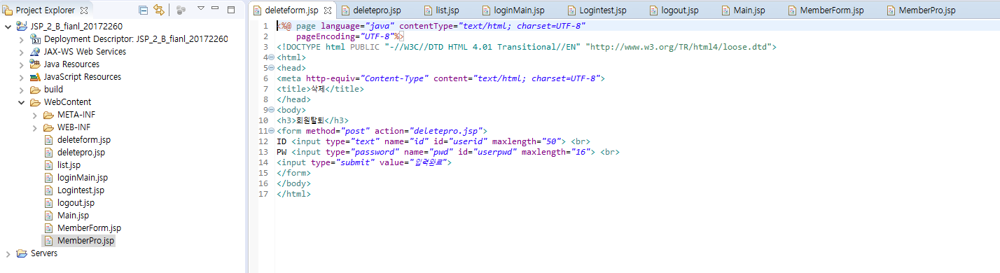 Project Explorer
JSP_2_B_fianl_20172260
Deployment Descriptor: JSP_2_B_fianl_20172260
JAX-WS Web Services
Java Resources
JavaScript Resources
build
WebContent
META-INF
WEB-INF
deleteform.jsp
deletepro.jsp
list.jsp
loginMain.jsp
Logintest.jsp
logout.jsp
Main.jsp
MemberForm.jsp
MemberPro.jsp
Servers
deleteform.jsp deletepro.jsp list.jsp loginMain.jsp Logintest.jsp logout.jsp Main.jsp MemberForm.jsp MemberPro.jsp
1 <%@ page language="java" contentType="text/html; charset=UTF-8"
2 pageEncoding="UTF-8"%>
3 <!DOCTYPE html PUBLIC "-//W3C//DTD HTML 4.01 Transitional//EN" "http://www.w3.org/TR/html4/loose.dtd">
4 <html>
5 <head>
6 <meta http-equiv="Content-Type" content="text/html; charset=UTF-8">
7 <title>삭제</title>
8 </head>
9 <body>
10 <h3>회원탈퇴</h3>
11 <form method="post" action="deletepro.jsp">
12 ID <input type="text" name="id" id="userid" maxlength="50"> <br>
13 PW <input type="password" name="pwd" id="userpwd" maxlength="16"> <br>
14 <input type="submit" value="입력완료">
15 </form>
16 </body>
17 </html>